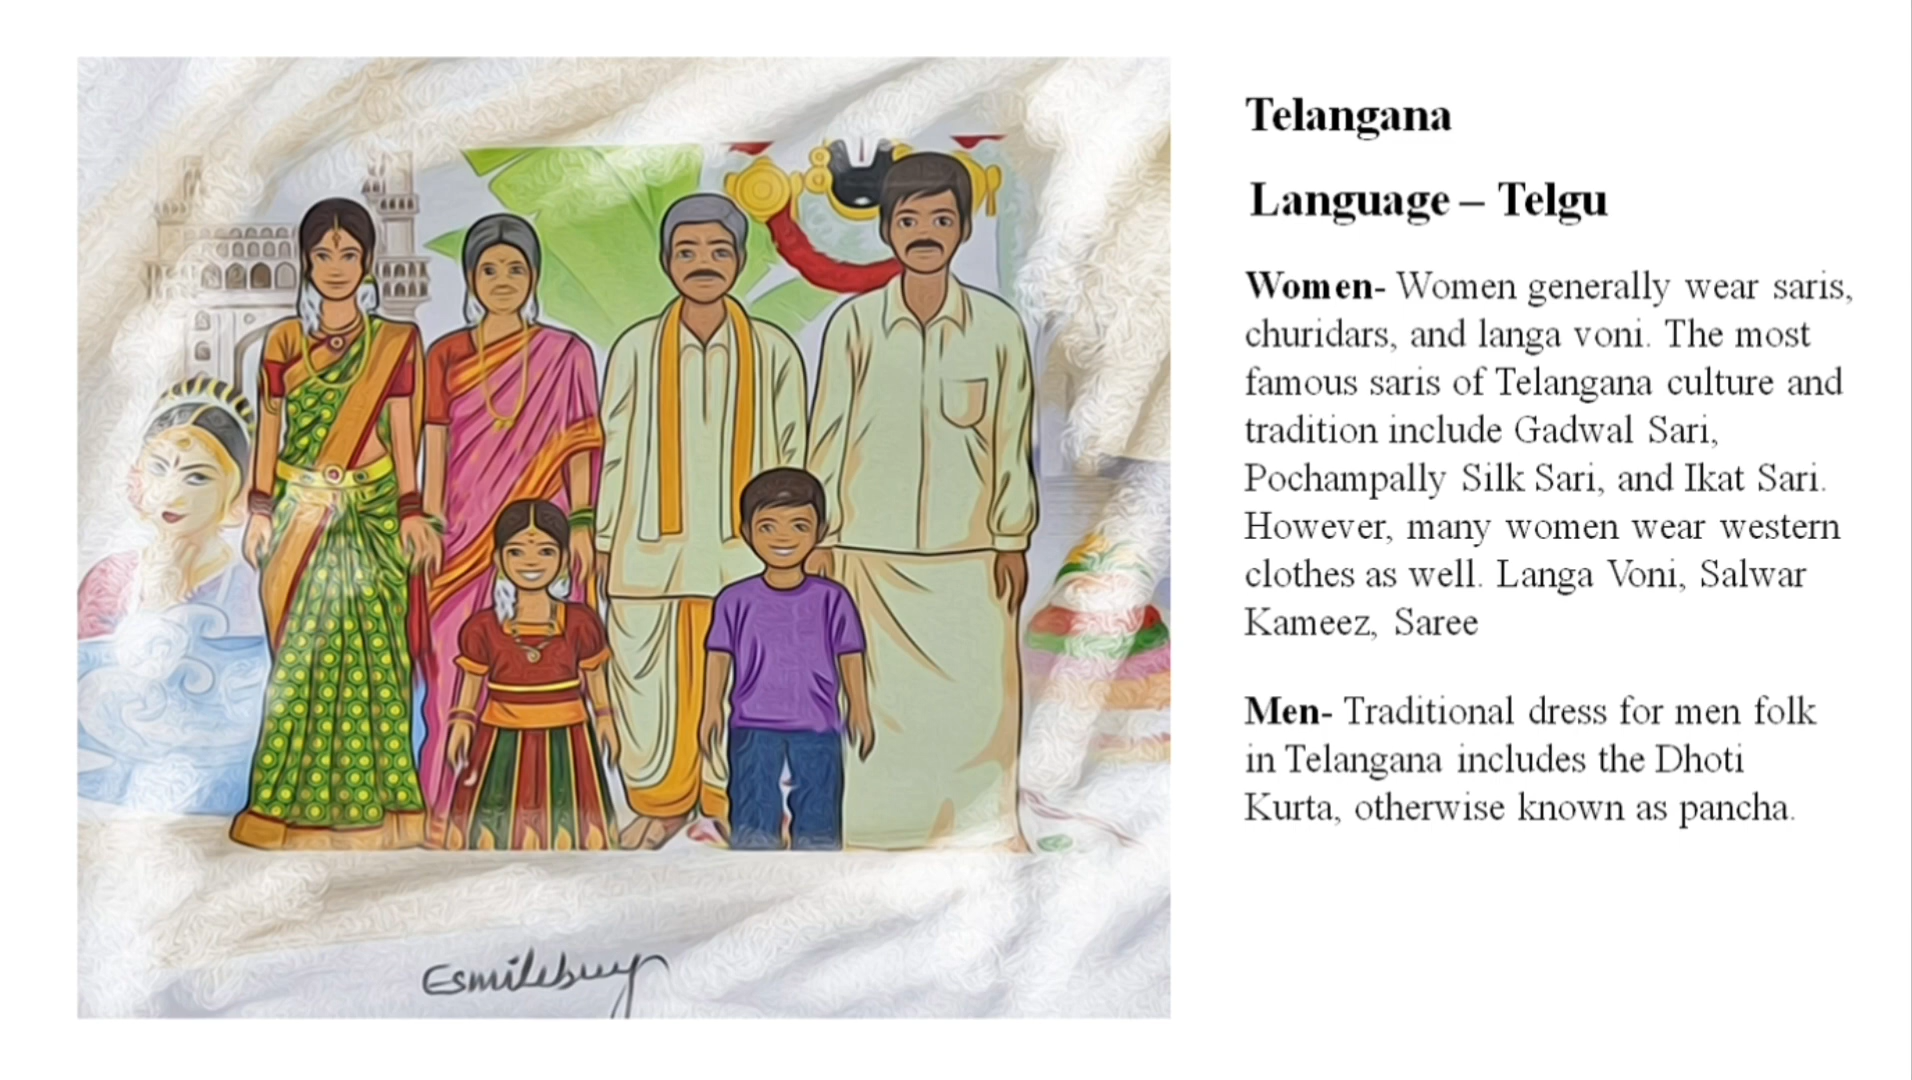 Telangana
Language – Telgu
Women- Women generally wear saris,
churidars, and langa voni. The most
famous saris of Telangana culture and
tradition include Gadwal Sari,
Pochampally Silk Sari, and Ikat Sari.
However, many women wear western
clothes as well. Langa Voni, Salwar
Kameez, Saree
Men- Traditional dress for men folk
in Telangana includes the Dhoti
Kurta, otherwise known as pancha.
Esmilebuy